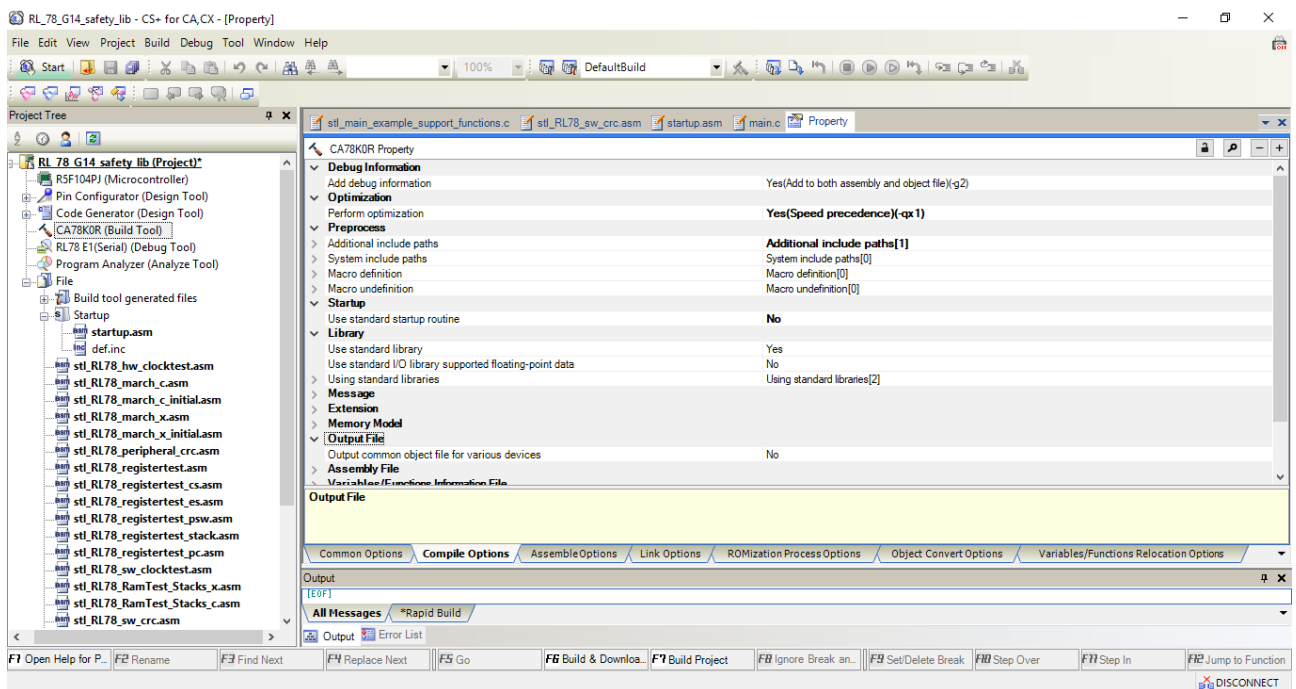 RL_78_G14_safety_lib - CS+ for CA,CX - [Property]
File Edit View Project Build Debug Tool Window Help
Start 100% DefaultBuild
Project Tree
stl_main_example_support_functions.c stl_RL78_sw_crc.asm startup.asm main.c Property
RL_78_G14_safety_lib (Project)*
R5F104PJ (Microcontroller)
Pin Configurator (Design Tool)
Code Generator (Design Tool)
CA78K0R (Build Tool)
RL78 E1(Serial) (Debug Tool)
Program Analyzer (Analyze Tool)
File
Build tool generated files
Startup
startup.asm
def.inc
stl_RL78_hw_clocktest.asm
stl_RL78_march_c.asm
stl_RL78_march_c_initial.asm
stl_RL78_march_x.asm
stl_RL78_march_x_initial.asm
stl_RL78_peripheral_crc.asm
stl_RL78_registertest.asm
stl_RL78_registertest_cs.asm
stl_RL78_registertest_es.asm
stl_RL78_registertest_psw.asm
stl_RL78_registertest_stack.asm
stl_RL78_registertest_pc.asm
stl_RL78_sw_clocktest.asm
stl_RL78_RamTest_Stacks_x.asm
stl_RL78_RamTest_Stacks_c.asm
stl_RL78_sw_crc.asm
CA78K0R Property
Debug Information
Add debug information Yes(Add to both assembly and object file)(-g2)
Optimization
Perform optimization Yes(Speed precedence)(-qx1)
Preprocess
Additional include paths Additional include paths[1]
System include paths System include paths[0]
Macro definition Macro definition[0]
Macro undefinition Macro undefinition[0]
Startup
Use standard startup routine No
Library
Use standard library Yes
Use standard I/O library supported floating-point data No
Using standard libraries Using standard libraries[2]
Message
Extension
Memory Model
Output File
Output common object file for various devices No
Assembly File
Variables/Functions Information File
Output File
Common Options Compile Options Assemble Options Link Options ROMization Process Options Object Convert Options Variables/Functions Relocation Options
Output
[EOF]
All Messages *Rapid Build
Output Error List
F1 Open Help for P... F2 Rename F3 Find Next F4 Replace Next F5 Go F6 Build & Downloa... F7 Build Project F8 Ignore Break an... F9 Set/Delete Break F10 Step Over F11 Step In F12 Jump to Function
DISCONNECT